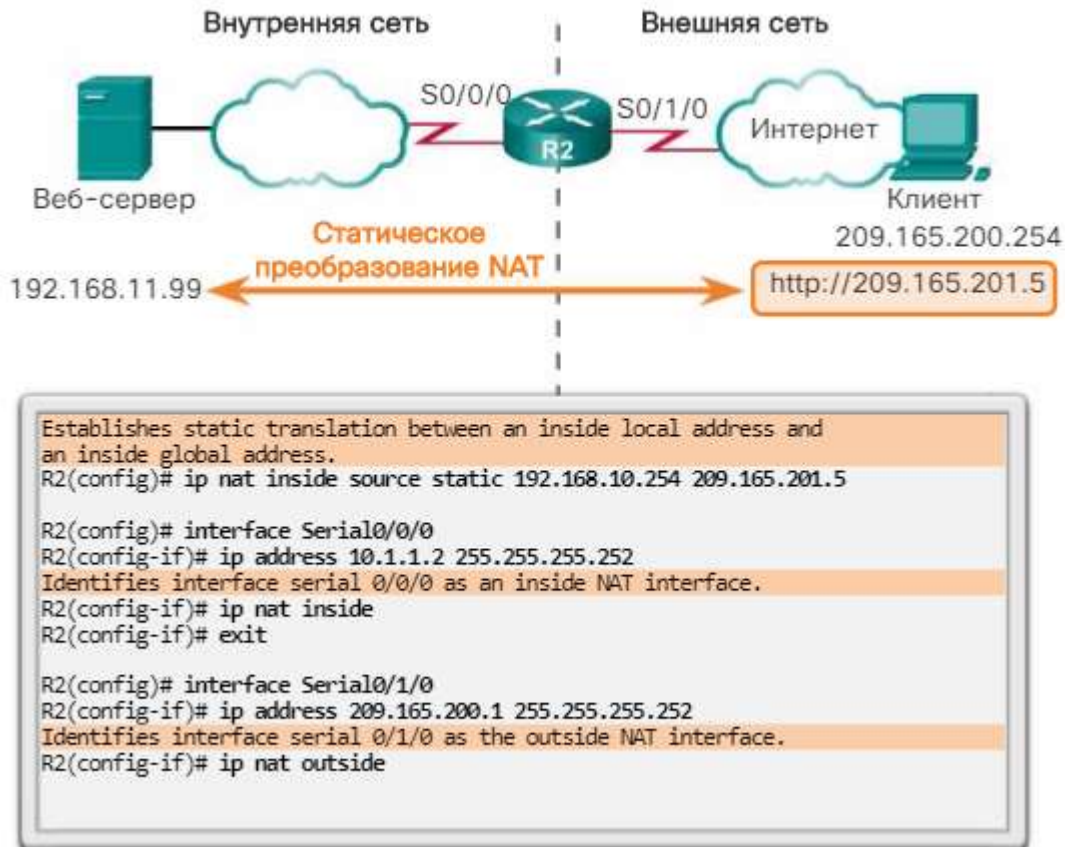 Внутренняя сеть
Внешняя сеть
S0/0/0
S0/1/0
Интернет
R2
Веб-сервер
Клиент
209.165.200.254
Статическое
преобразование NAT
192.168.11.99
http://209.165.201.5
Establishes static translation between an inside local address and
an inside global address.
R2(config)# ip nat inside source static 192.168.10.254 209.165.201.5
R2(config)# interface Serial0/0/0
R2(config-if)# ip address 10.1.1.2 255.255.255.252
Identifies interface serial 0/0/0 as an inside NAT interface.
R2(config-if)# ip nat inside
R2(config-if)# exit
R2(config)# interface Serial0/1/0
R2(config-if)# ip address 209.165.200.1 255.255.255.252
Identifies interface serial 0/1/0 as the outside NAT interface.
R2(config-if)# ip nat outside